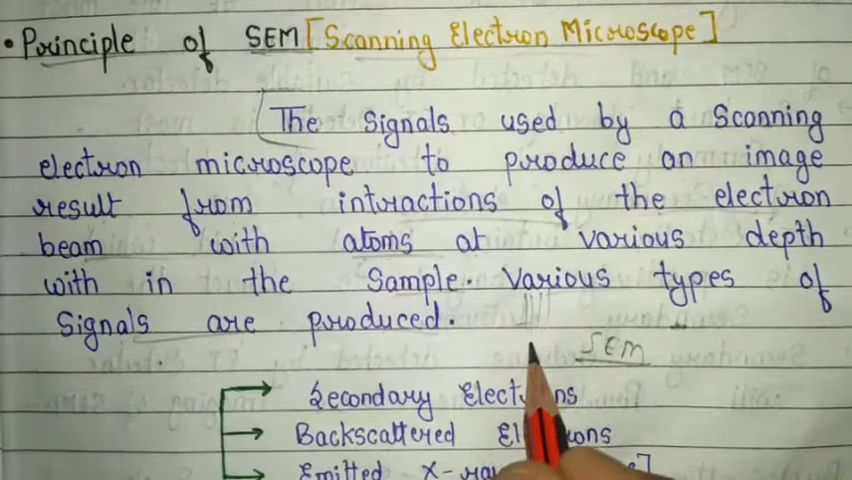 • Principle of SEM [Scanning Electron Microscope]
The Signals used by a Scanning
electron microscope to produce an image
result from intractions of the electron
beam with atoms at various depth
with in the Sample. Various types of
Signals are produced.
SEM
Secondary
Backscattered
Emitted